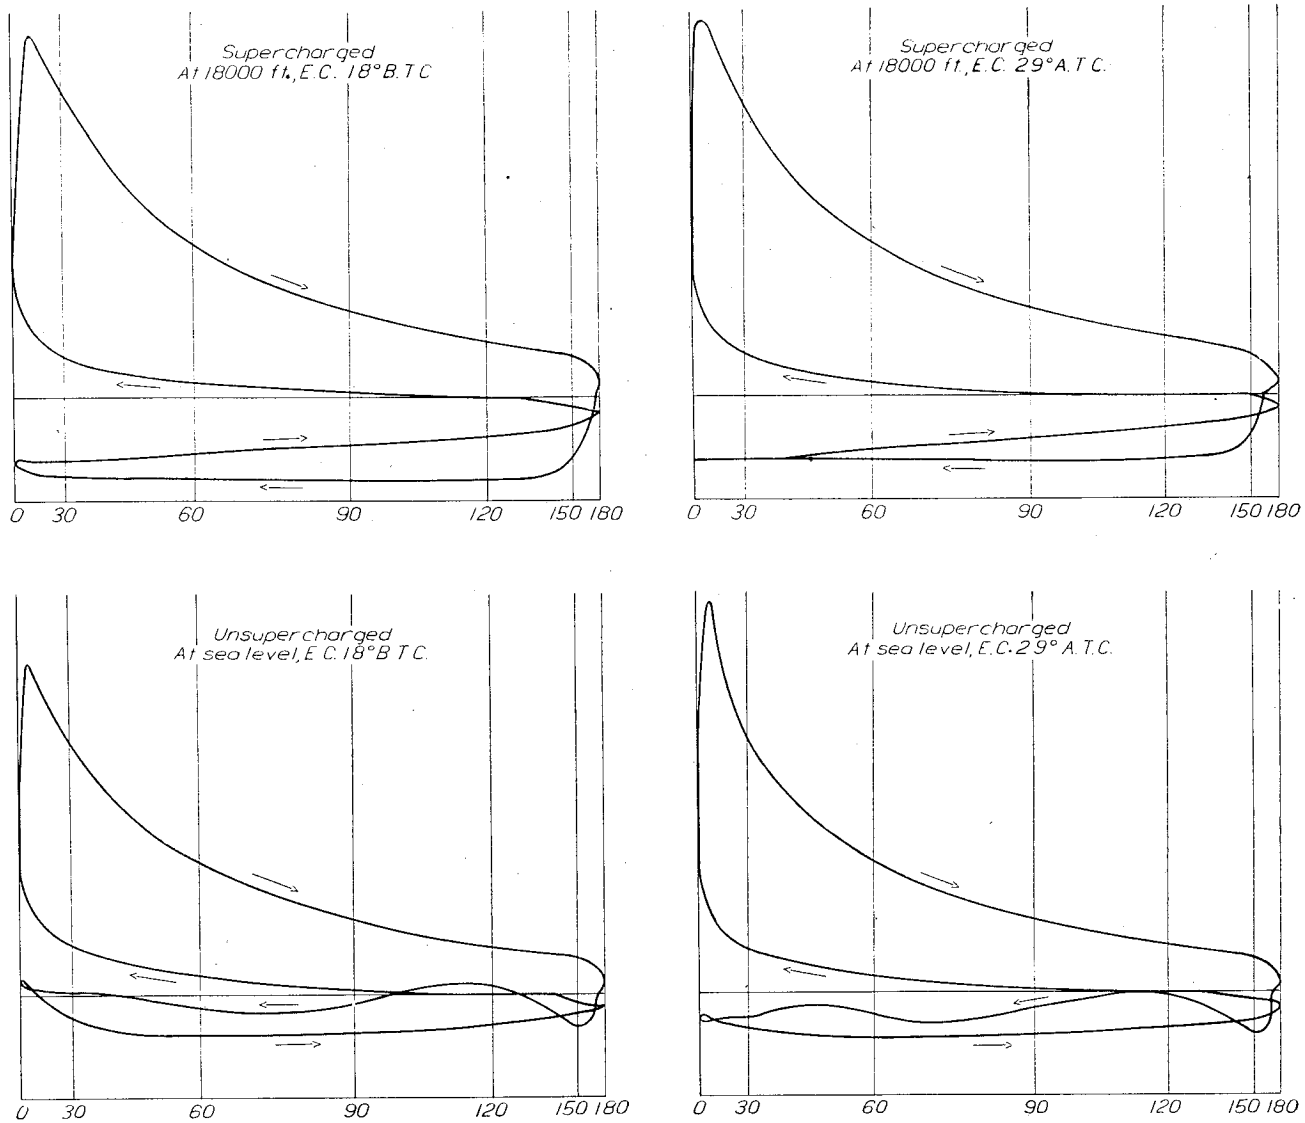 Supercharged
At 18000 ft., E.C. 18° B.T C
Supercharged
At 18000 ft., E.C. 29° A.T C.
0 30 60 90 120 150 180
0 30 60 90 120 150 180
Unsupercharged
At sea level, E C. 18° B T C.
Unsupercharged
At sea level, E.C. 29° A.T.C.
0 30 60 90 120 150 180
0 30 60 90 120 150 180